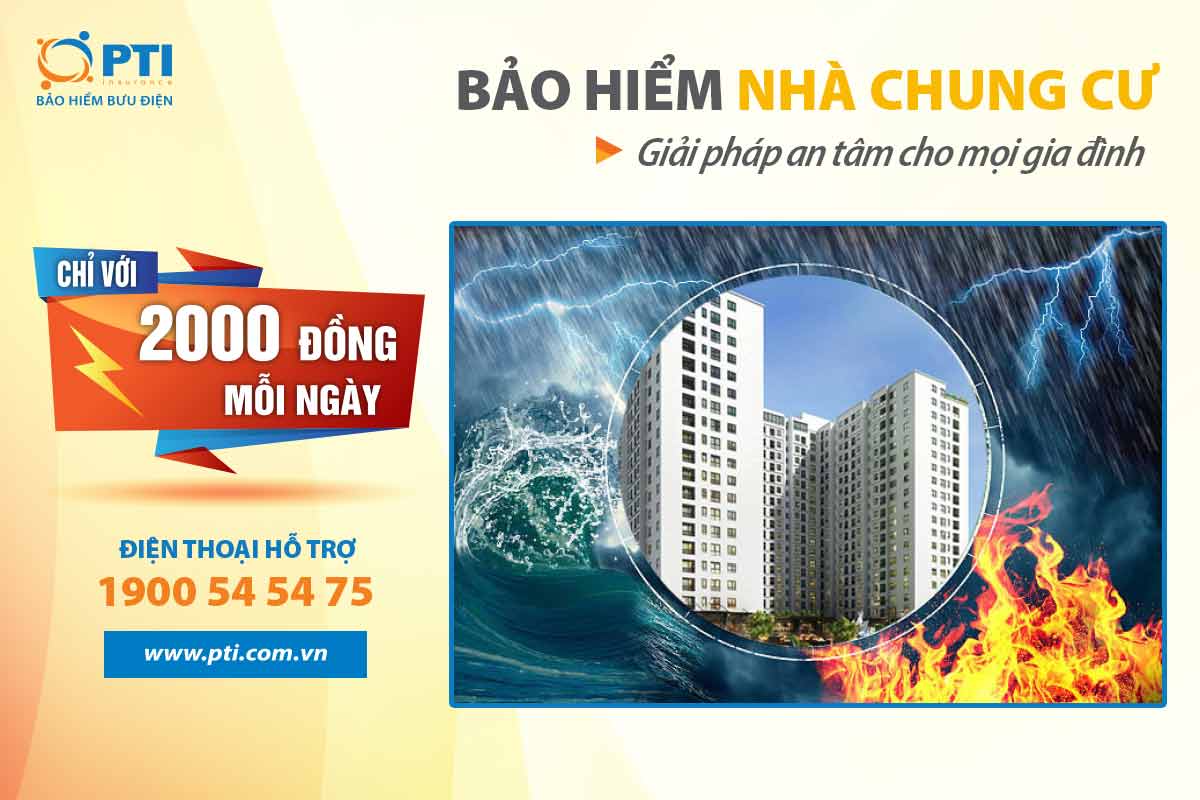 PTI
insurance
BẢO HIỂM BƯU ĐIỆN
BẢO HIỂM NHÀ CHUNG CƯ
Giải pháp an tâm cho mọi gia đình
CHỈ VỚI
2000 ĐỒNG
MỖI NGÀY
ĐIỆN THOẠI HỖ TRỢ
1900 54 54 75
www.pti.com.vn